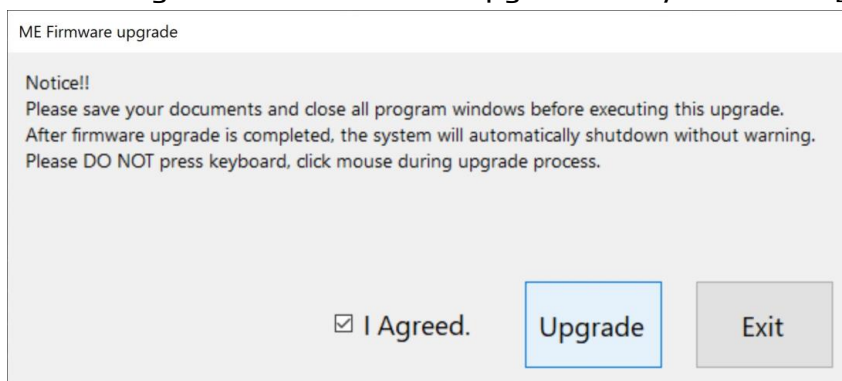 ME Firmware upgrade
Notice!!
Please save your documents and close all program windows before executing this upgrade.
After firmware upgrade is completed, the system will automatically shutdown without warning.
Please DO NOT press keyboard, click mouse during upgrade process.
I Agreed.
Upgrade
Exit